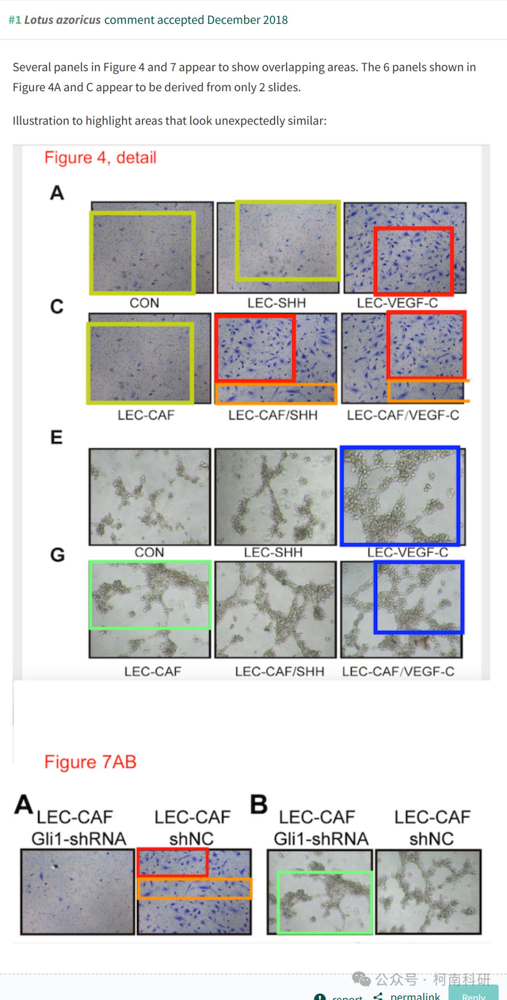 #1 Lotus azoricus comment accepted December 2018
Several panels in Figure 4 and 7 appear to show overlapping areas. The 6 panels shown in
Figure 4A and C appear to be derived from only 2 slides.
Illustration to highlight areas that look unexpectedly similar:
Figure 4, detail
A
CON LEC-SHH LEC-VEGF-C
C
LEC-CAF LEC-CAF/SHH LEC-CAF/VEGF-C
E
CON LEC-SHH LEC-VEGF-C
G
LEC-CAF LEC-CAF/SHH LEC-CAF/VEGF-C
Figure 7AB
A B
LEC-CAF LEC-CAF LEC-CAF LEC-CAF
Gli1-shRNA shNC Gli1-shRNA shNC
公众号 · 柯南科研
report permalink Reply